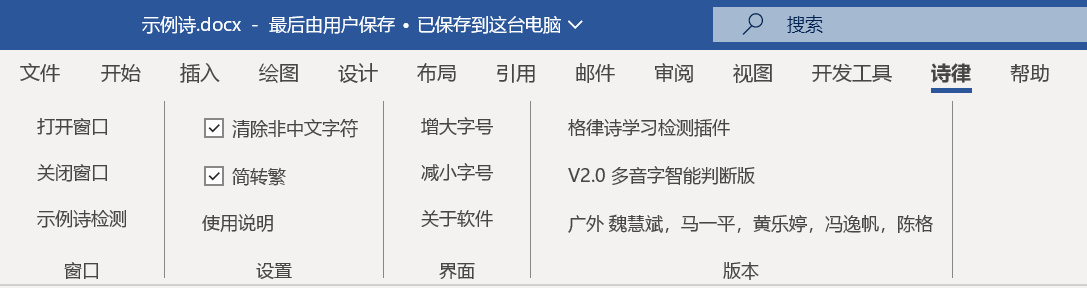 示例诗.docx - 最后由用户保存 • 已保存到这台电脑
搜索
文件 开始 插入 绘图 设计 布局 引用 邮件 审阅 视图 开发工具 诗律 帮助
打开窗口
关闭窗口
示例诗检测
窗口
清除非中文字符
简转繁
使用说明
设置
增大字号
减小字号
关于软件
界面
格律诗学习检测插件
V2.0 多音字智能判断版
广外 魏慧斌，马一平，黄乐婷，冯逸帆，陈格
版本